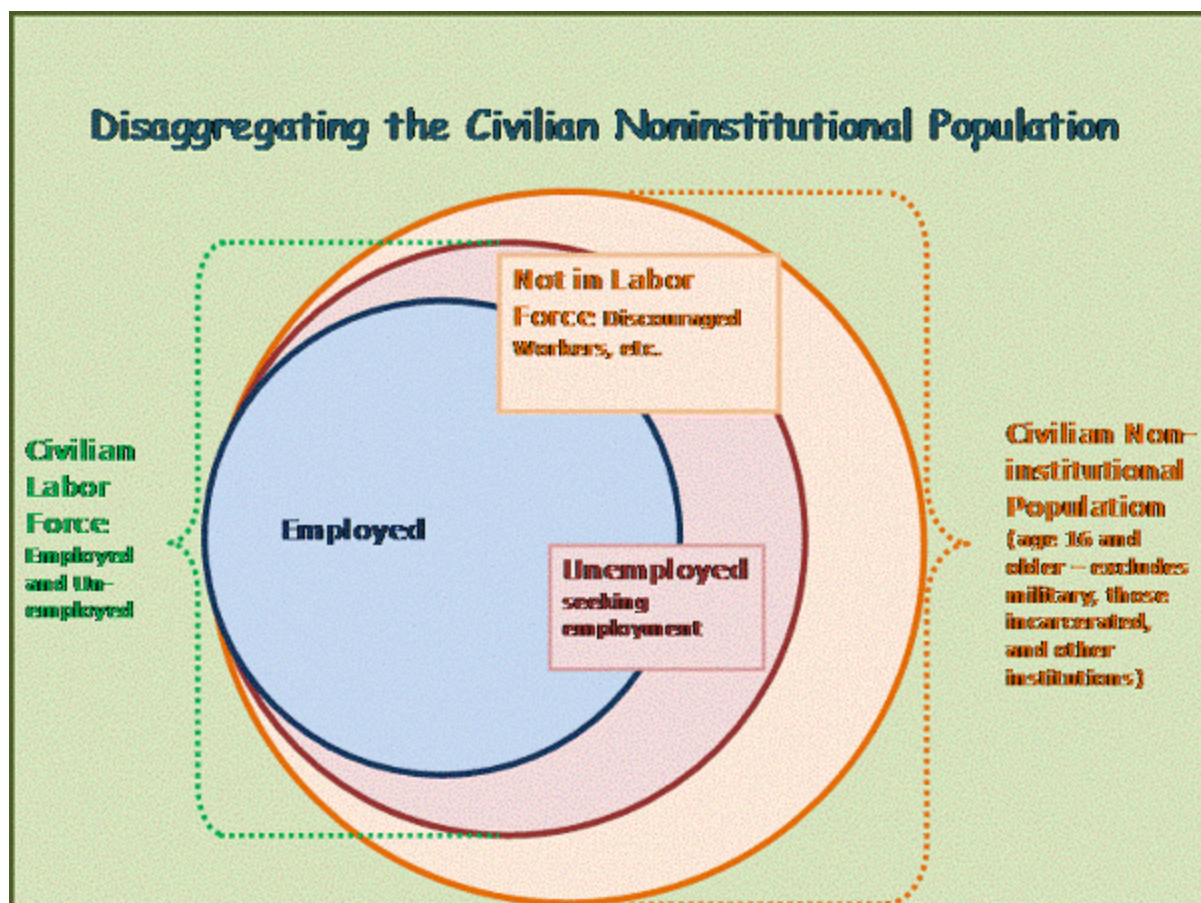 Disaggregating the Civilian Noninstitutional Population
Not in Labor
Force Discouraged
Workers, etc.
Civilian
Labor
Force
Employed
and Un-
employed
Employed
Unemployed
seeking
employment
Civilian Non-
institutional
Population
(age 16 and
older – excludes
military, those
incarcerated,
and other
institutions)